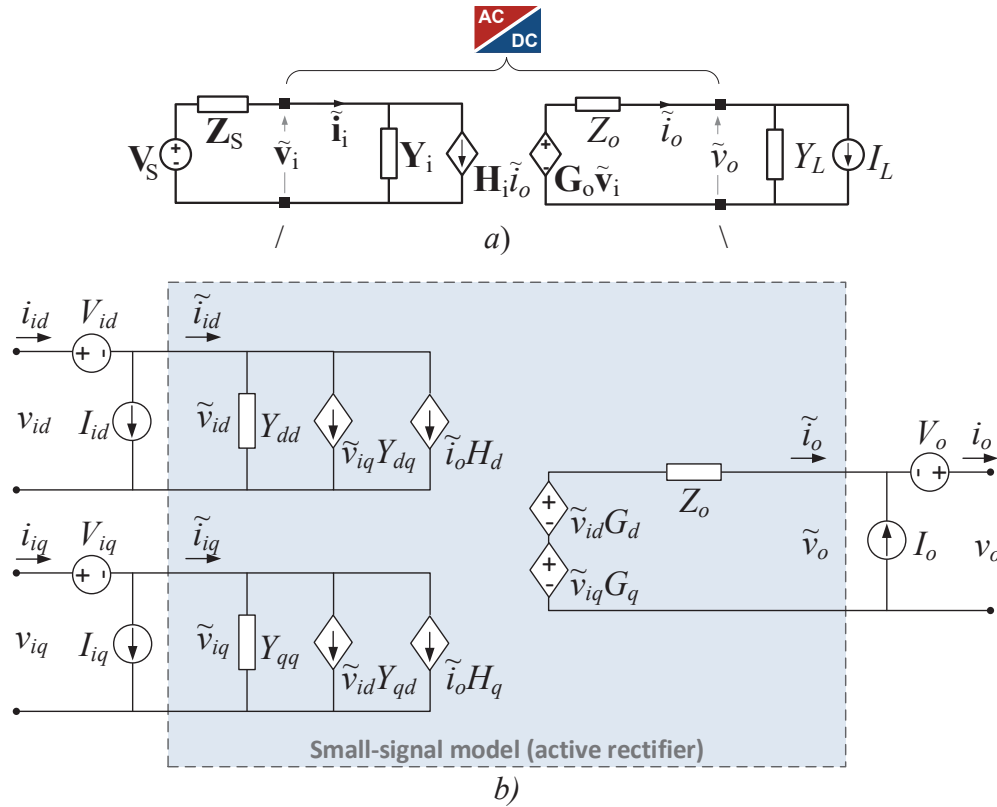 AC
DC
Z_S
ĩ_i
Z_o
ĩ_o
V_S
+
-
ṽ_i
Y_i
H_i ĩ_o
+
-
G_o ṽ_i
ṽ_o
Y_L
I_L
a)
i_id
V_id
ĩ_id
+ -
v_id
I_id
ṽ_id
Y_dd
ṽ_iq Y_dq
ĩ_o H_d
ĩ_o
V_o
i_o
- +
Z_o
i_iq
V_iq
ĩ_iq
+ -
+
-
ṽ_id G_d
ṽ_o
I_o
v_o
+
-
ṽ_iq G_q
v_iq
I_iq
ṽ_iq
Y_qq
ṽ_id Y_qd
ĩ_o H_q
Small-signal model (active rectifier)
b)